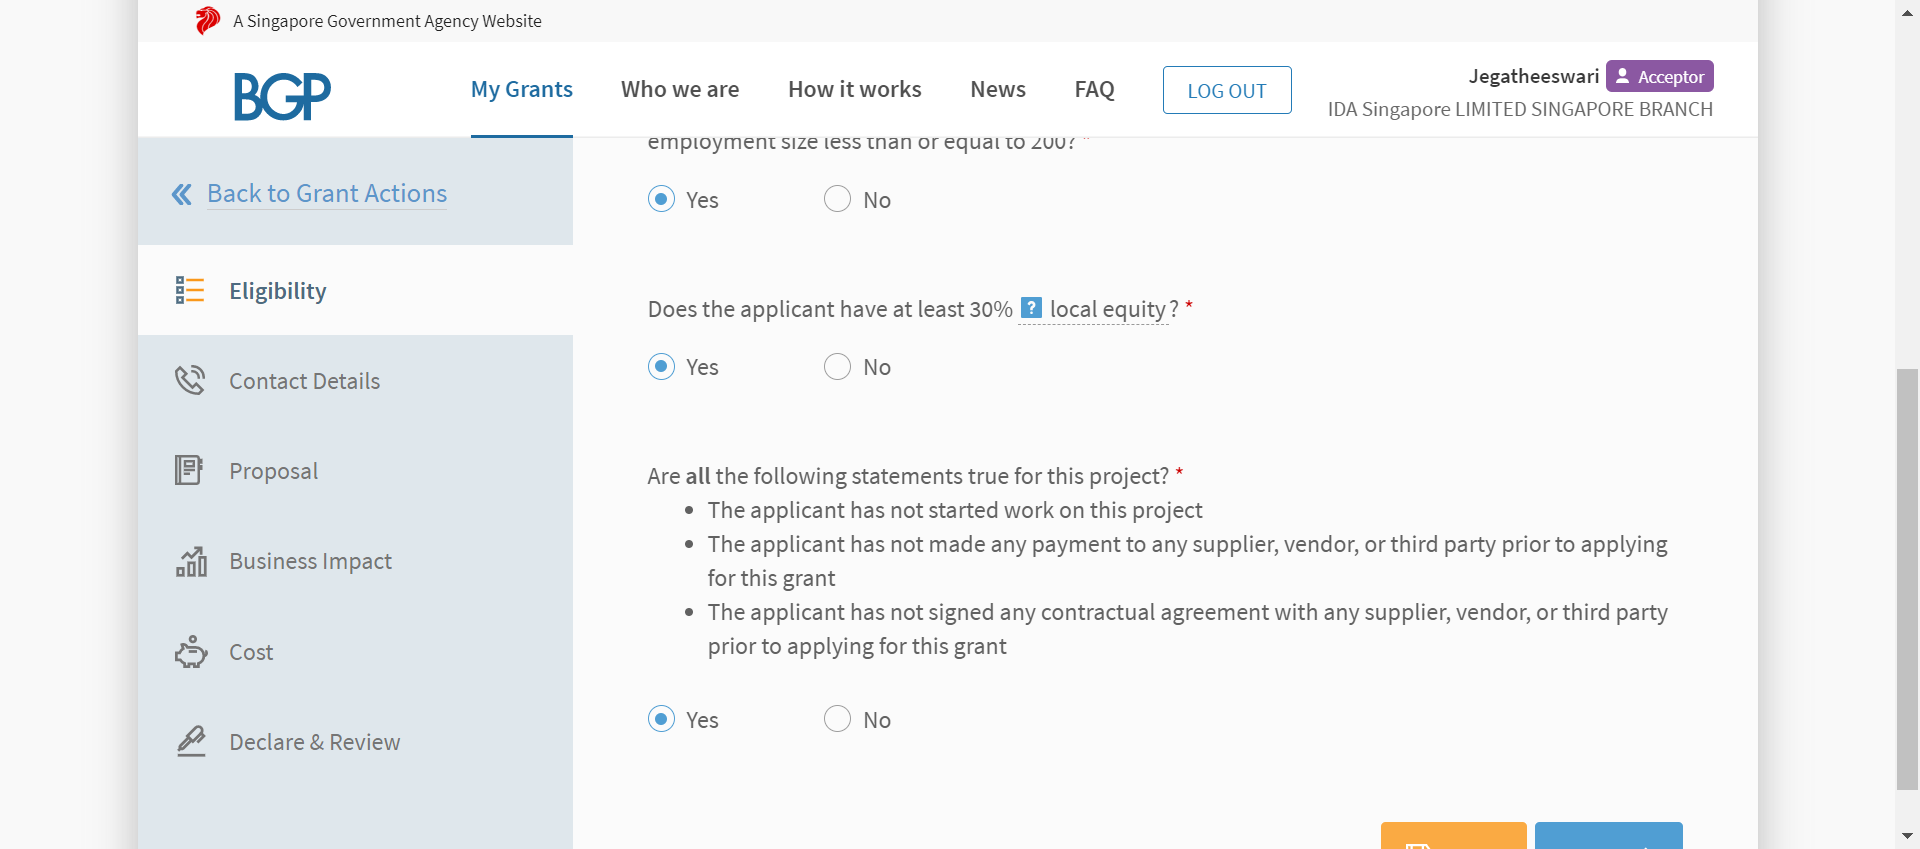 A Singapore Government Agency Website
BGP
My Grants
Who we are
How it works
News
FAQ
LOG OUT
Jegatheeswari
Acceptor
IDA Singapore LIMITED SINGAPORE BRANCH
Back to Grant Actions
Eligibility
Contact Details
Proposal
Business Impact
Cost
Declare & Review
employment size less than or equal to 200? *
Yes
No
Does the applicant have at least 30% ? local equity? *
Yes
No
Are all the following statements true for this project? *
• The applicant has not started work on this project
• The applicant has not made any payment to any supplier, vendor, or third party prior to applying
for this grant
• The applicant has not signed any contractual agreement with any supplier, vendor, or third party
prior to applying for this grant
Yes
No